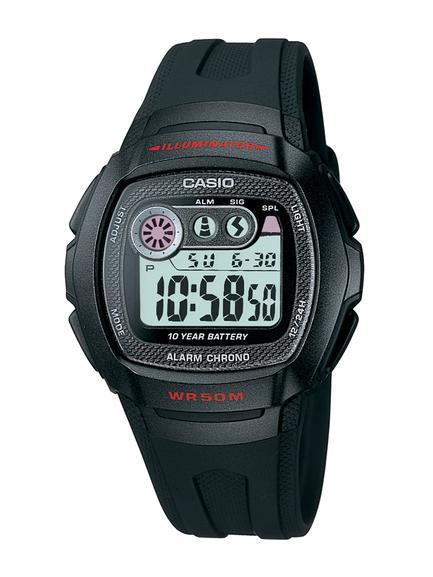 ILLUMINATOR
CASIO
ALM SIG SPL
ADJUST
LIGHT
P SU 6-30
10:58 50
MODE
12/24H
10 YEAR BATTERY
ALARM CHRONO
WR50M